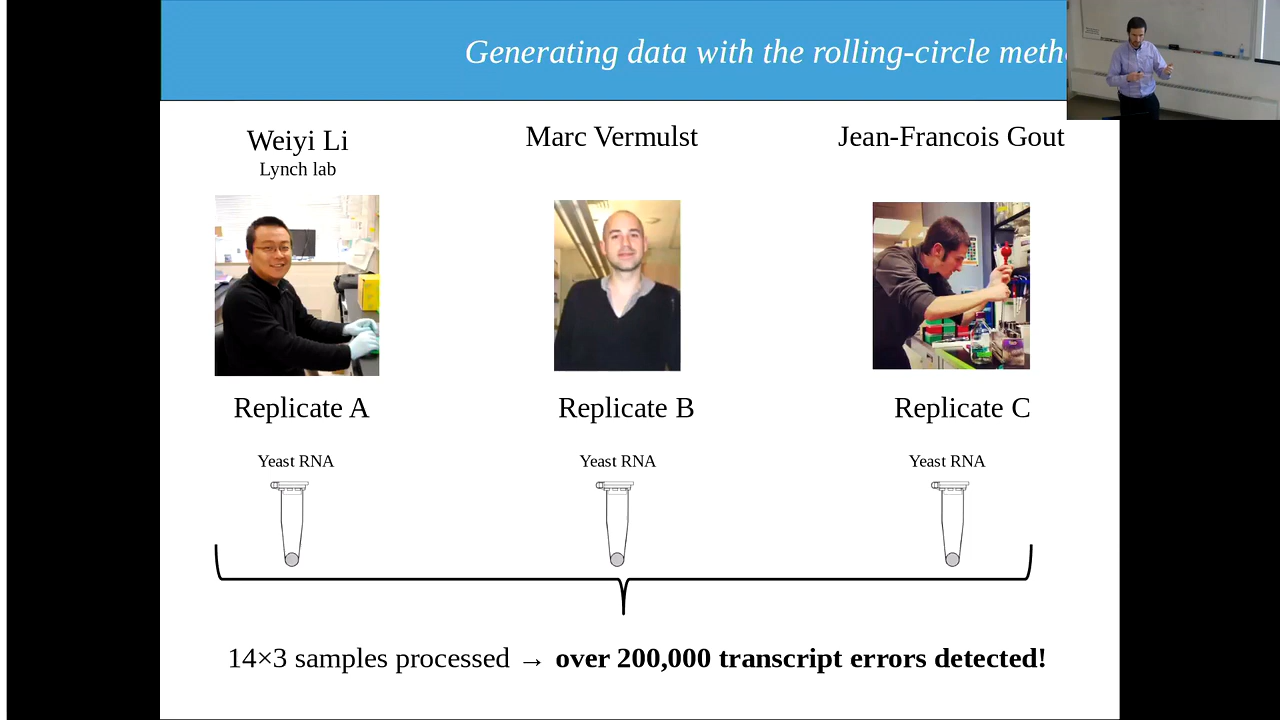 Generating data with the rolling-circle meth
Weiyi Li
Lynch lab
Marc Vermulst
Jean-Francois Gout
Replicate A
Replicate B
Replicate C
Yeast RNA
Yeast RNA
Yeast RNA
14×3 samples processed → over 200,000 transcript errors detected!